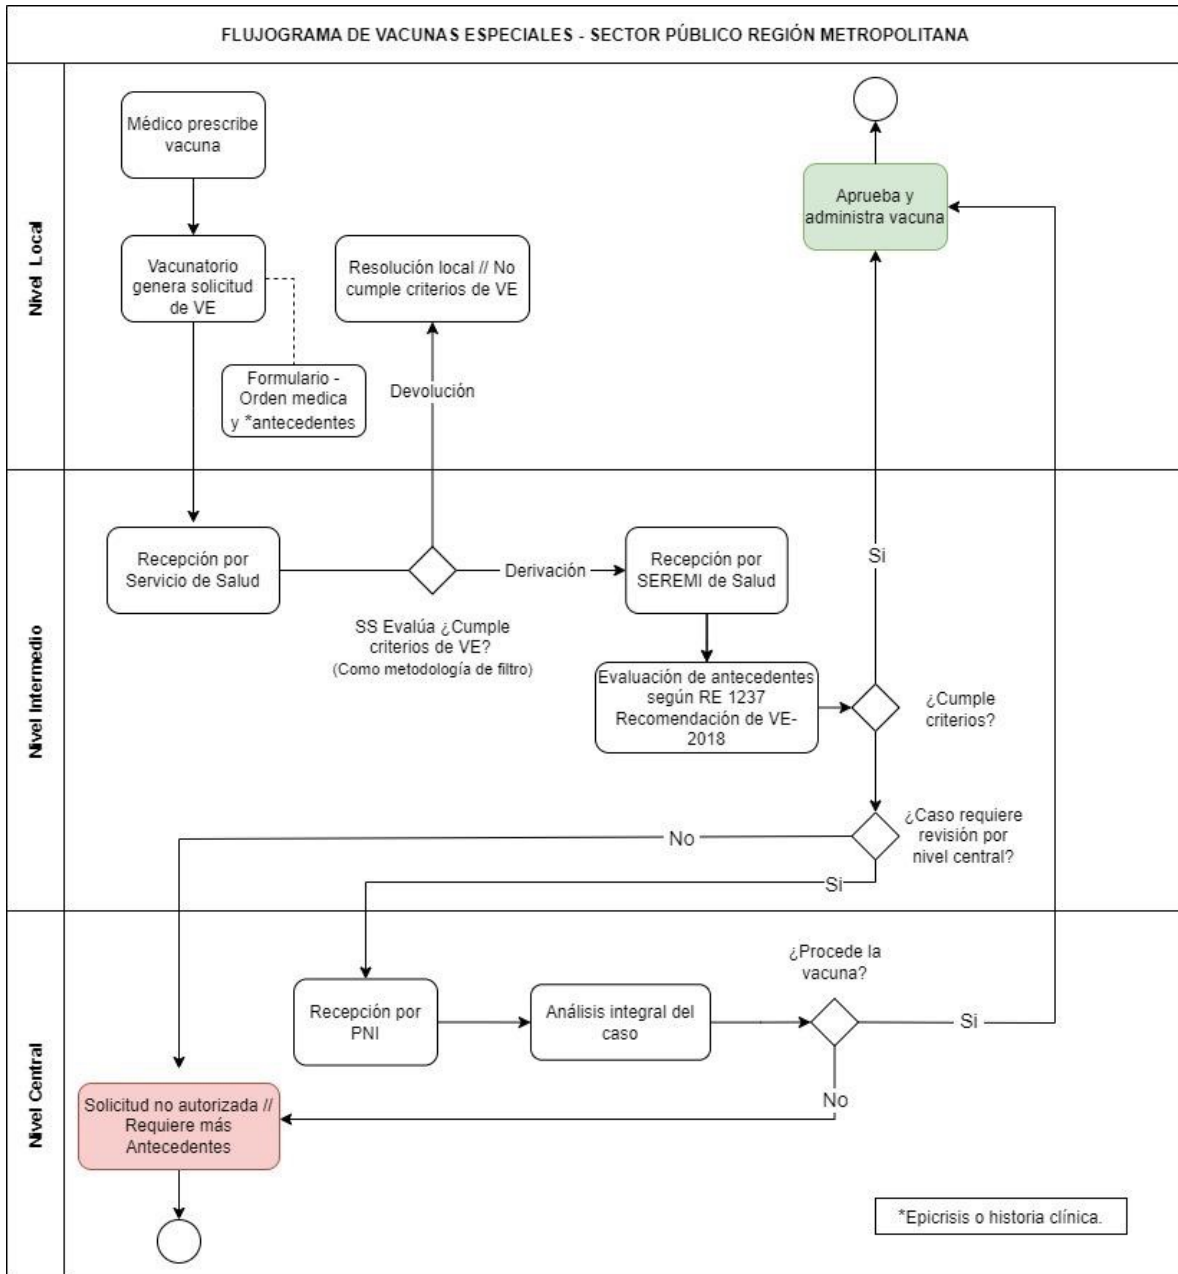 FLUJOGRAMA DE VACUNAS ESPECIALES - SECTOR PÚBLICO REGIÓN METROPOLITANA
Nivel Local
Médico prescribe
vacuna
Vacunatorio
genera solicitud
de VE
Formulario -
Orden medica
y *antecedentes
Resolución local // No
cumple criterios de VE
Devolución
Aprueba y
administra vacuna
Nivel Intermedio
Recepción por
Servicio de Salud
SS Evalúa ¿Cumple
criterios de VE?
(Como metodología de filtro)
Derivación
Recepción por
SEREMI de Salud
Evaluación de antecedentes
según RE 1237
Recomendación de VE-
2018
¿Cumple
criterios?
Si
¿Caso requiere
revisión por
nivel central?
No
Si
Nivel Central
Recepción por
PNI
Análisis integral del
caso
¿Procede la
vacuna?
Si
No
Solicitud no autorizada //
Requiere más
Antecedentes
*Epicrisis o historia clínica.